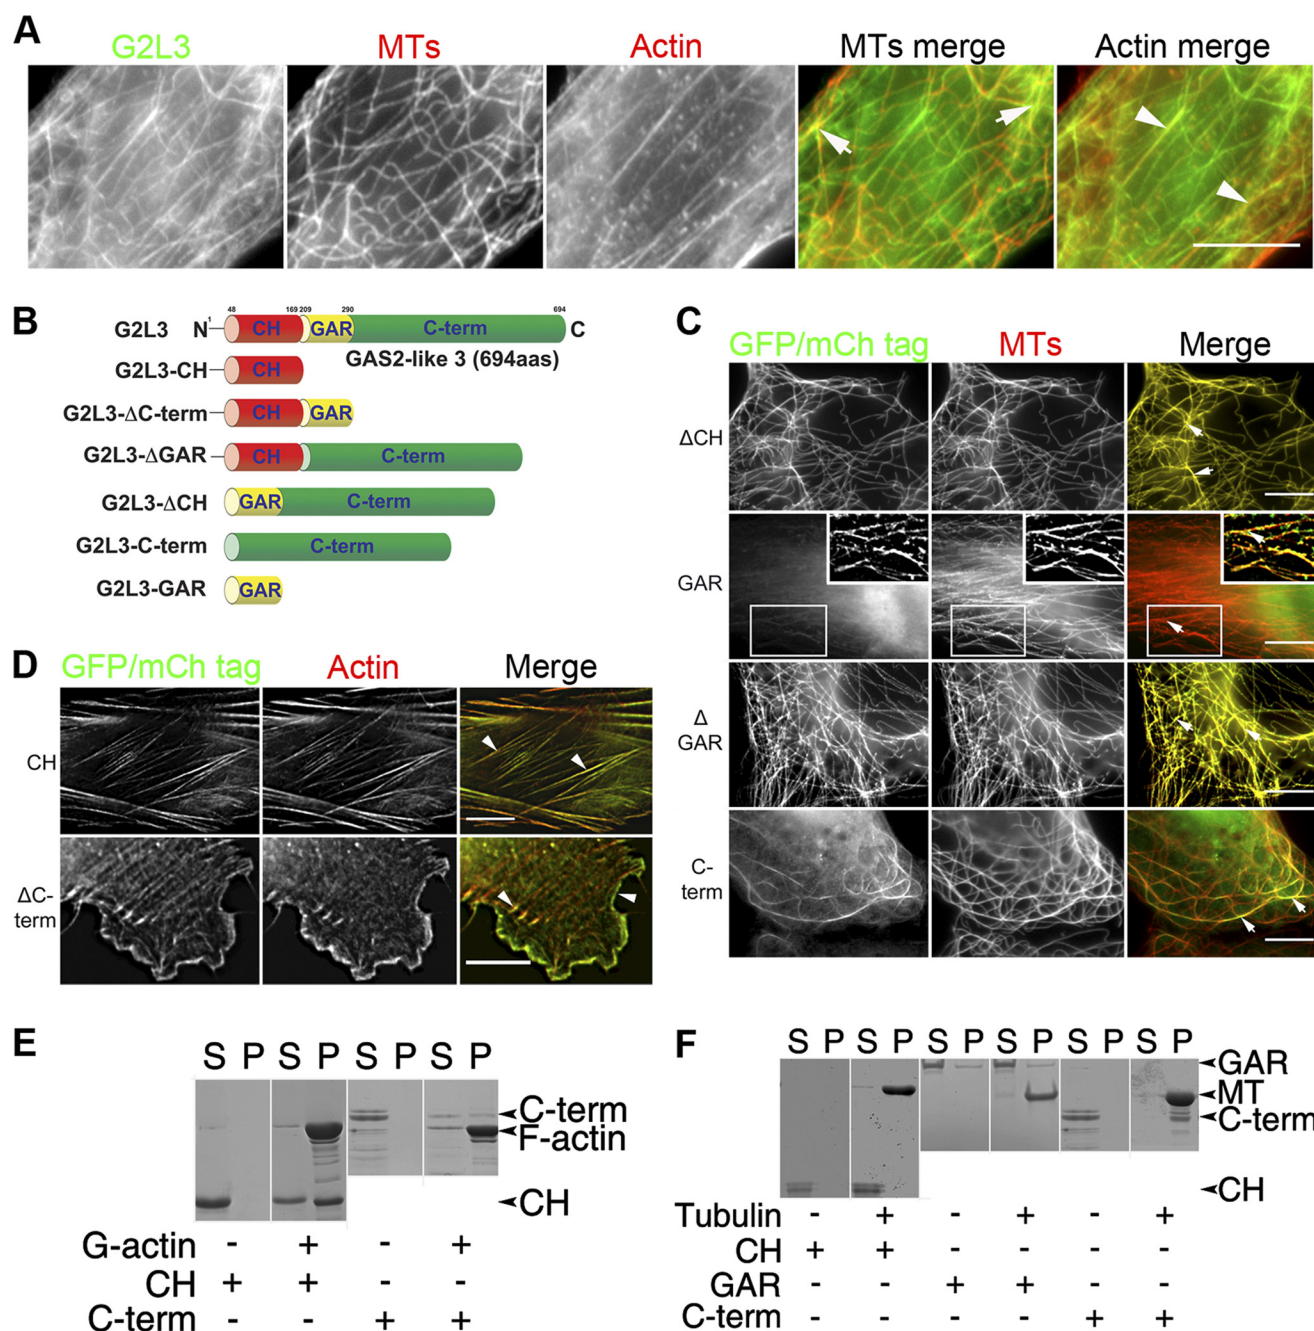 A
G2L3 MTs Actin MTs merge Actin merge
B
48 169 209 290 694
G2L3 N 1 CH GAR C-term C
GAS2-like 3 (694aas)
G2L3-CH CH
G2L3-ΔC-term CH GAR
G2L3-ΔGAR CH C-term
G2L3-ΔCH GAR C-term
G2L3-C-term C-term
G2L3-GAR GAR
C
GFP/mCh tag MTs Merge
ΔCH
GAR
Δ
GAR
C-
term
D
GFP/mCh tag Actin Merge
CH
ΔC-
term
E
S P S P S P S P
C-term
F-actin
CH
G-actin - + - +
CH + + - -
C-term - - + +
F
S P S P S P S P S P S P
GAR
MT
C-term
CH
Tubulin - + - + - +
CH + + - - - -
GAR - - + + - -
C-term - - - - + +